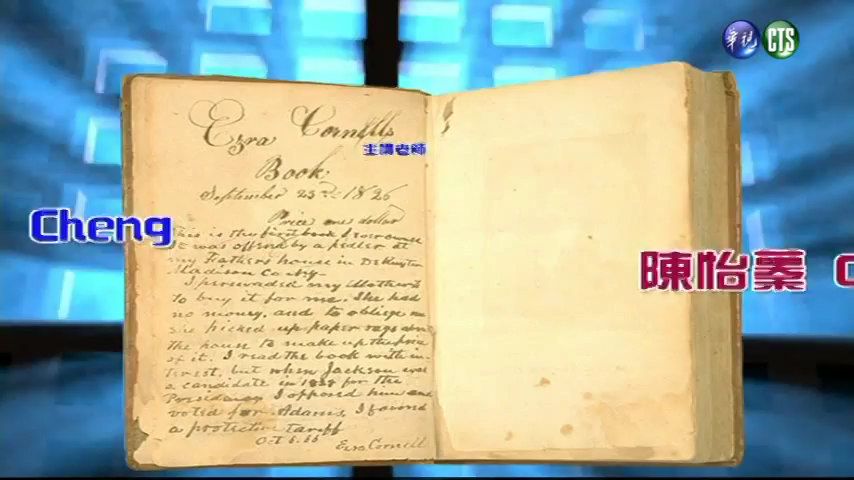 華視 CTS
Ezra Cornell's
主講老師
Book
September 23rd 1826
Price one dollar
Cheng
This is the first book I ever owned
it was offered by a pedler at
my Fathers house in DeRuyter
Madison County
陳怡蓁 C
I persuaded my Mother
to buy it for me. She had
no money, and to oblige me
she picked up paper rags about
the house to make up the price
of it. I read the book with in-
terest, but when Jackson was
a candidate in 1828 for the
Presidency I opposed him and
voted for Adams, I favored
a protective tariff
Oct 6.66
Ezra Cornell